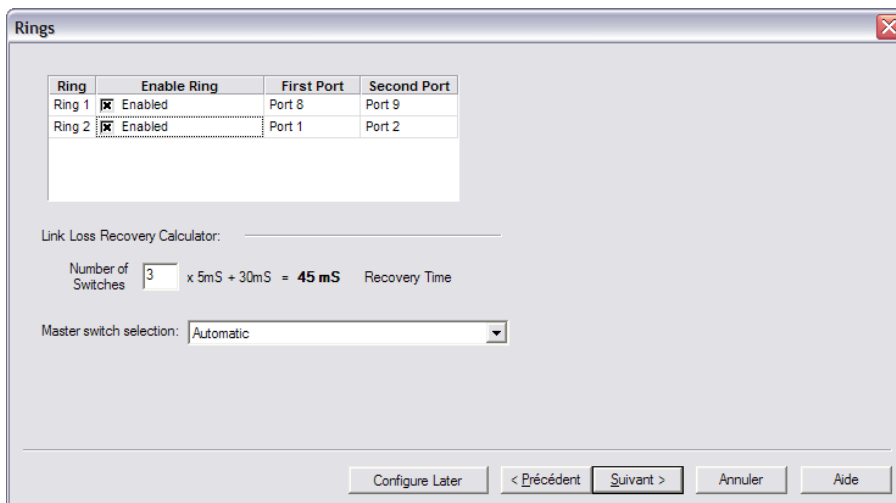 Rings
Ring Enable Ring First Port Second Port
Ring 1 Enabled Port 8 Port 9
Ring 2 Enabled Port 1 Port 2
Link Loss Recovery Calculator:
Number of Switches 3 x 5mS + 30mS = 45 mS Recovery Time
Master switch selection: Automatic
Configure Later < Précédent Suivant > Annuler Aide